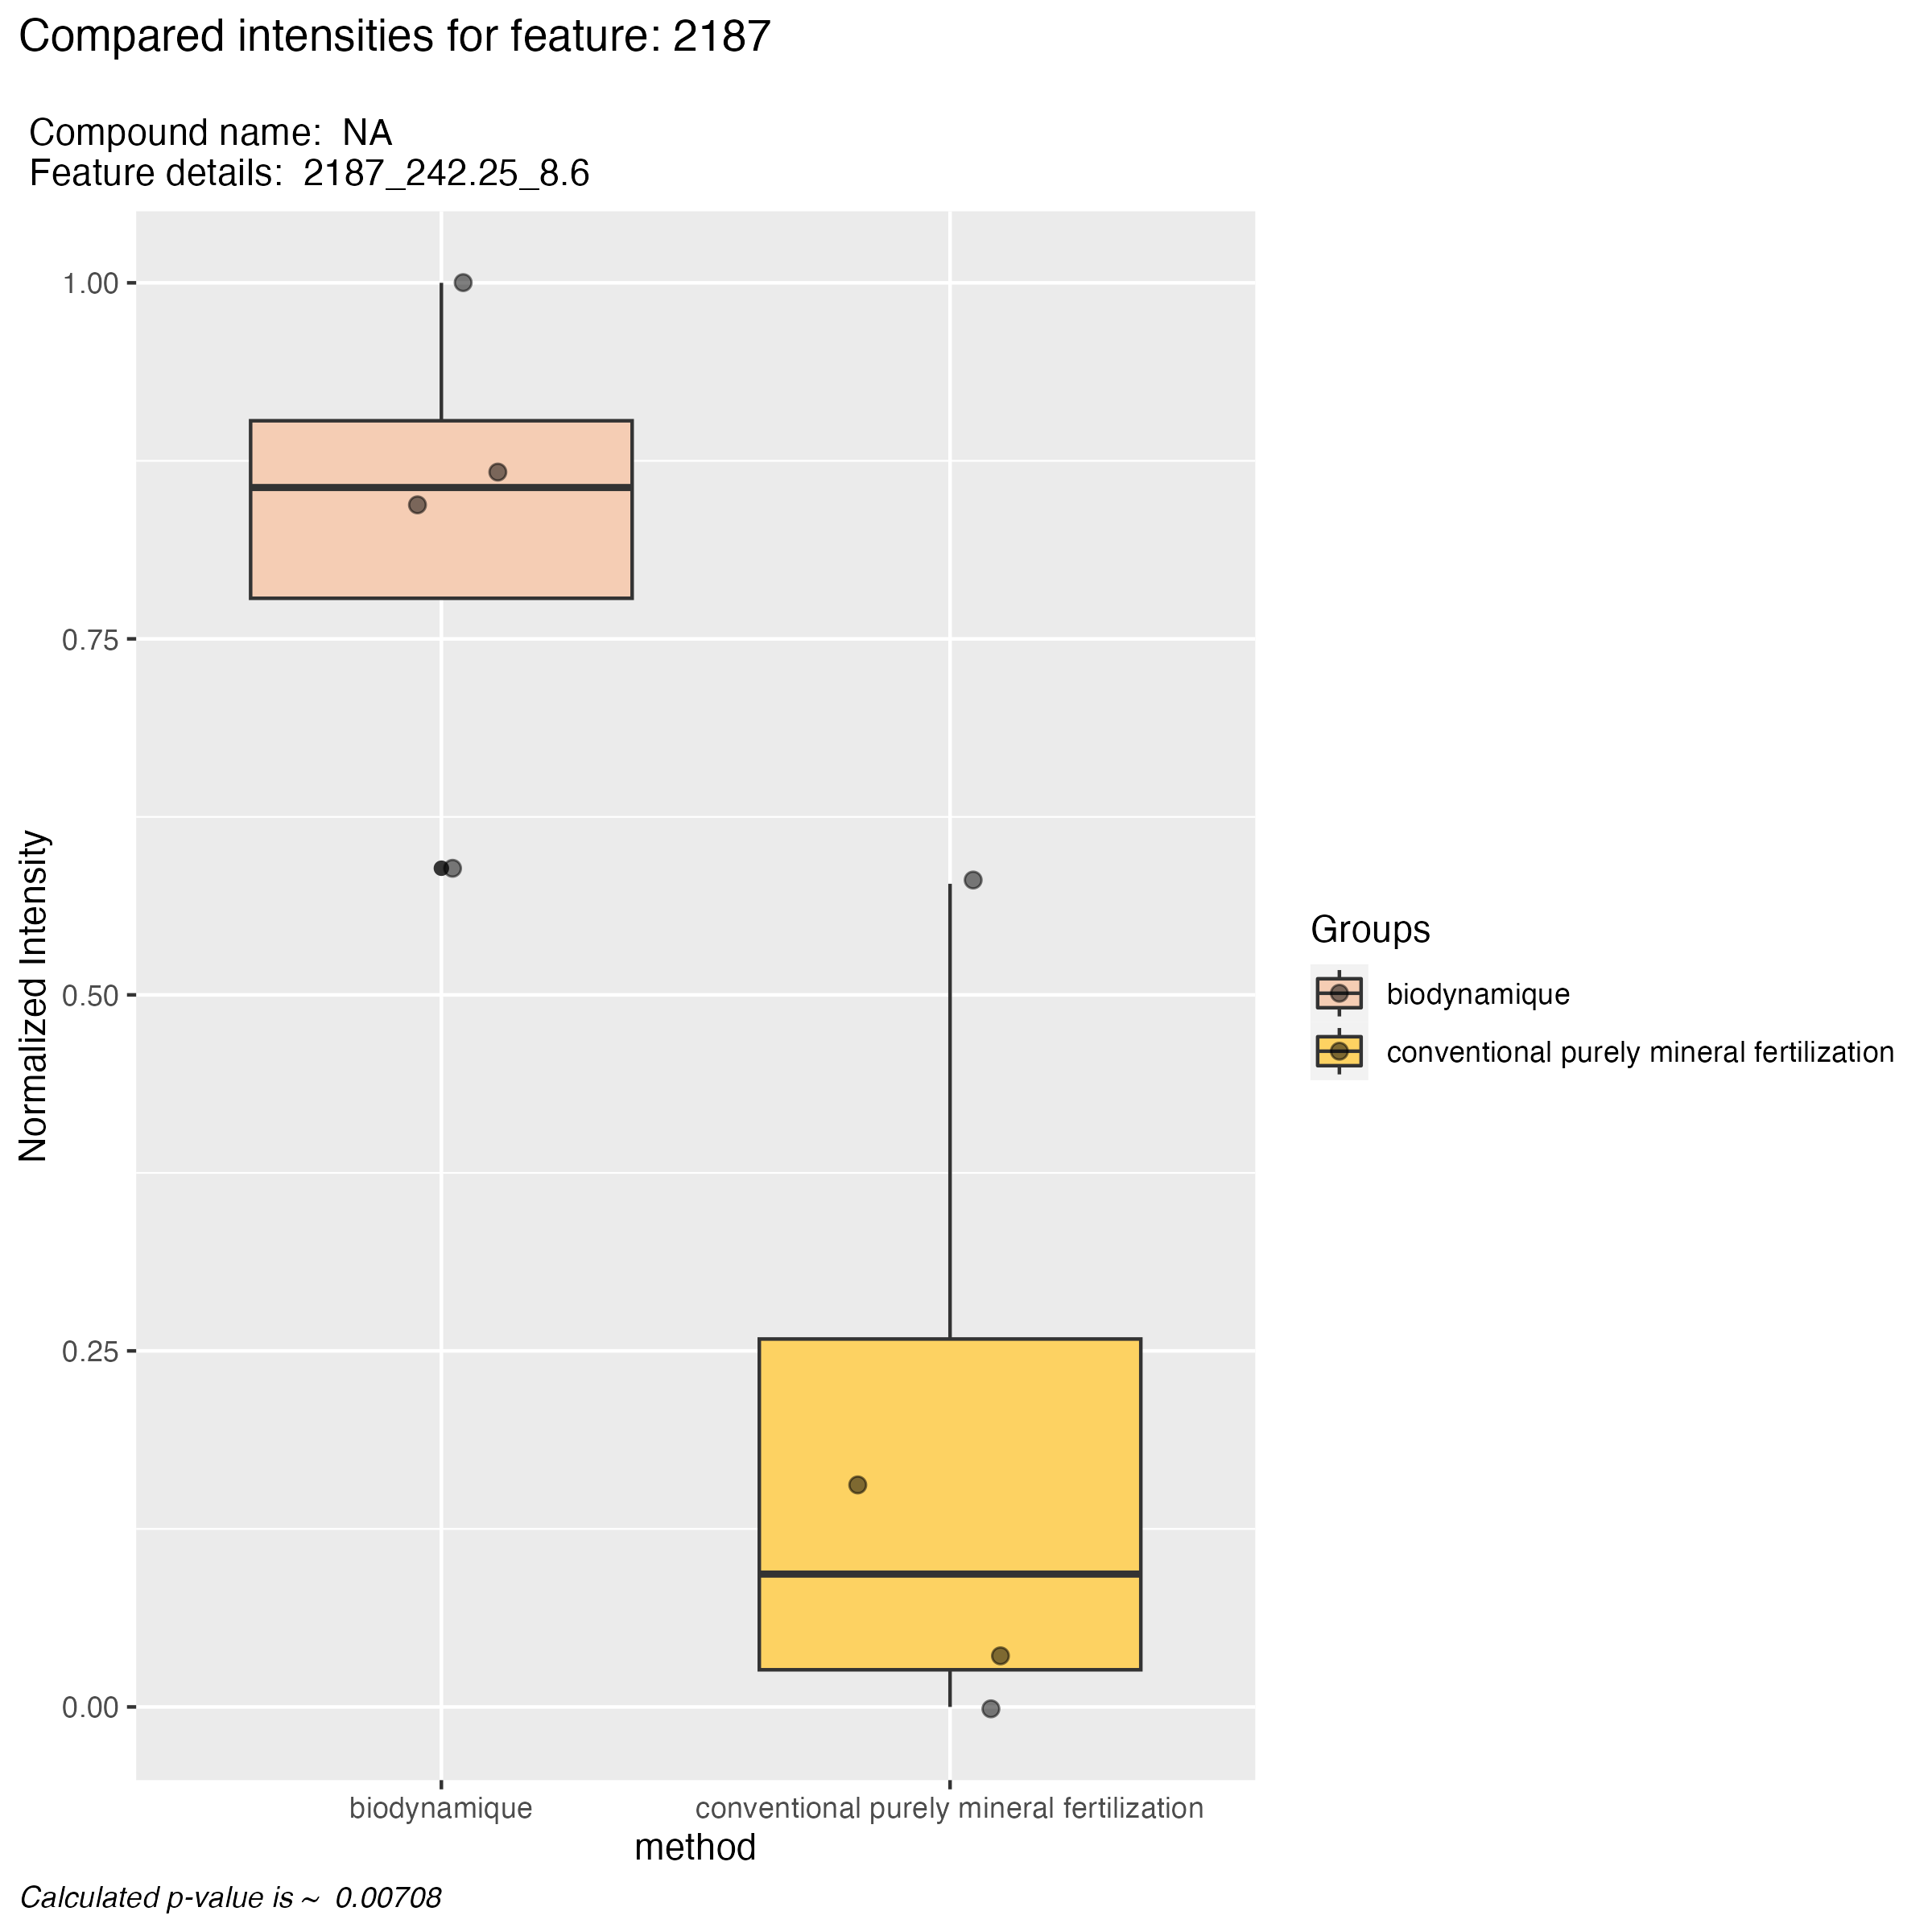 Compared intensities for feature: 2187
Compound name:  NA
Feature details:  2187_242.25_8.6
1.00
0.75
0.50
0.25
0.00
Normalized Intensity
biodynamique
conventional purely mineral fertilization
method
Groups
biodynamique
conventional purely mineral fertilization
Calculated p-value is ~  0.00708